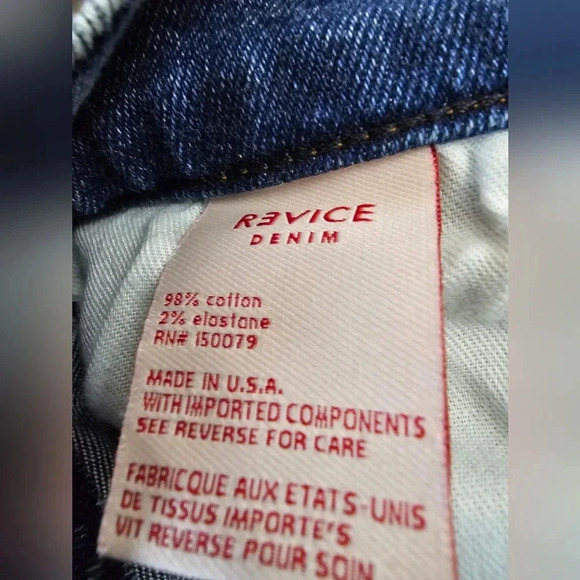 RƎVICE
DENIM
98% cotton
2% elastane
RN# 150079
MADE IN U.S.A.
WITH IMPORTED COMPONENTS
SEE REVERSE FOR CARE
FABRICQUE AUX ETATS-UNIS
DE TISSUS IMPORTE'S
VIT REVERSE POUR SOIN